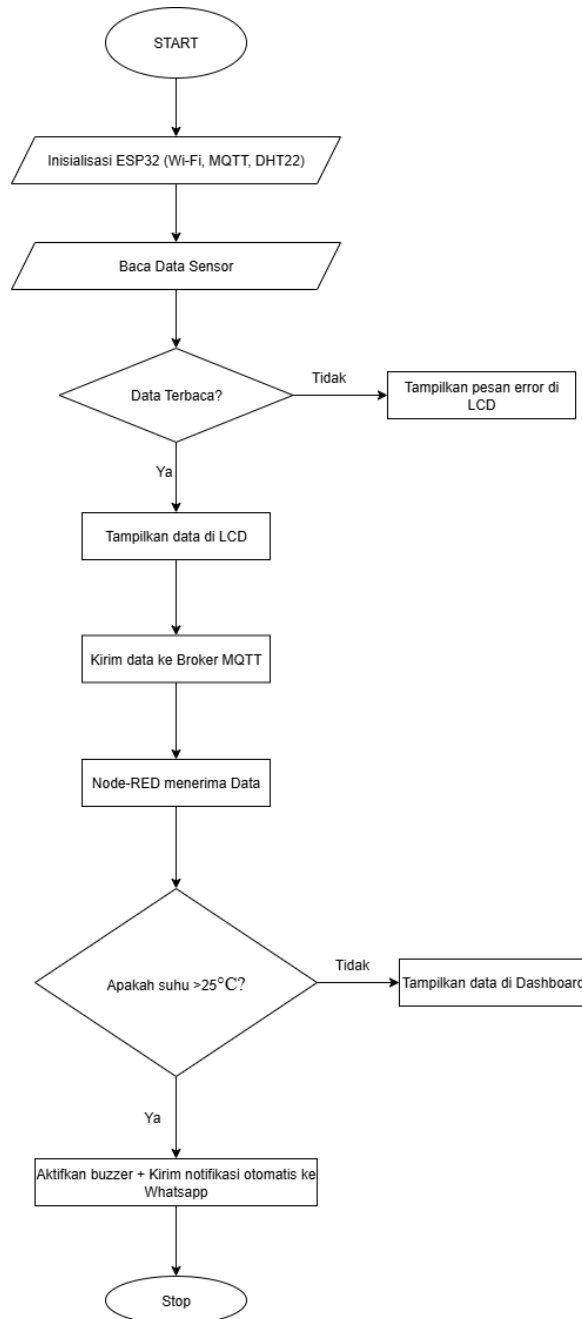 START
Inisialisasi ESP32 (Wi-Fi, MQTT, DHT22)
Baca Data Sensor
Data Terbaca?
Tidak
Tampilkan pesan error di
LCD
Ya
Tampilkan data di LCD
Kirim data ke Broker MQTT
Node-RED menerima Data
Apakah suhu >25°C?
Tidak
Tampilkan data di Dashboard
Ya
Aktifkan buzzer + Kirim notifikasi otomatis ke
Whatsapp
Stop